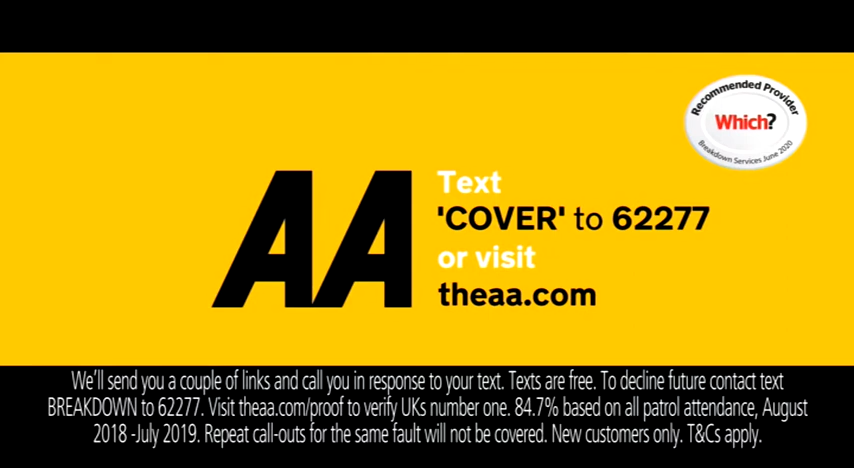 Recommended Provider
Which?
Breakdown Services June 2020
AA
Text
'COVER' to 62277
or visit
theaa.com
We'll send you a couple of links and call you in response to your text. Texts are free. To decline future contact text
BREAKDOWN to 62277. Visit theaa.com/proof to verify UKs number one. 84.7% based on all patrol attendance, August
2018 -July 2019. Repeat call-outs for the same fault will not be covered. New customers only. T&Cs apply.